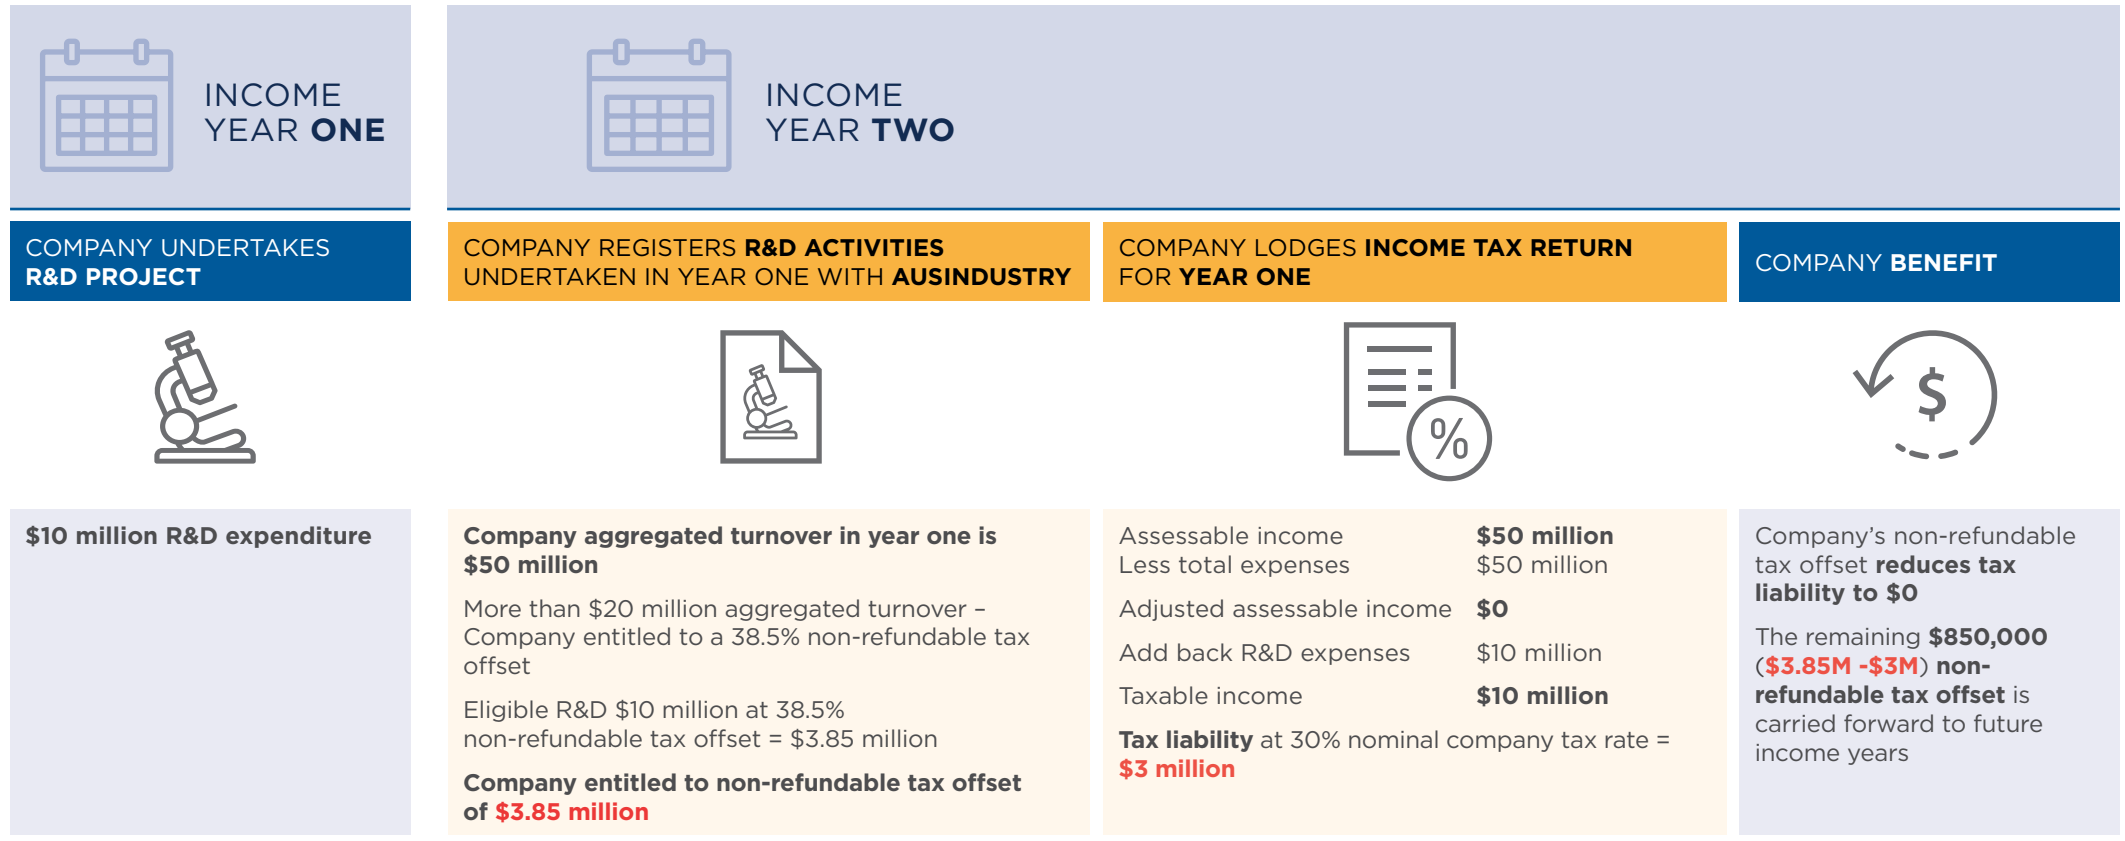 INCOME
YEAR ONE
INCOME
YEAR TWO
COMPANY UNDERTAKES
R&D PROJECT
$10 million R&D expenditure
COMPANY REGISTERS R&D ACTIVITIES
UNDERTAKEN IN YEAR ONE WITH AUSINDUSTRY
Company aggregated turnover in year one is
$50 million
More than $20 million aggregated turnover –
Company entitled to a 38.5% non-refundable tax
offset
Eligible R&D $10 million at 38.5%
non-refundable tax offset = $3.85 million
Company entitled to non-refundable tax offset
of $3.85 million
COMPANY LODGES INCOME TAX RETURN
FOR YEAR ONE
%
Assessable income $50 million
Less total expenses $50 million
Adjusted assessable income $0
Add back R&D expenses $10 million
Taxable income $10 million
Tax liability at 30% nominal company tax rate =
$3 million
COMPANY BENEFIT
$
Company's non-refundable
tax offset reduces tax
liability to $0
The remaining $850,000
($3.85M -$3M) non-
refundable tax offset is
carried forward to future
income years